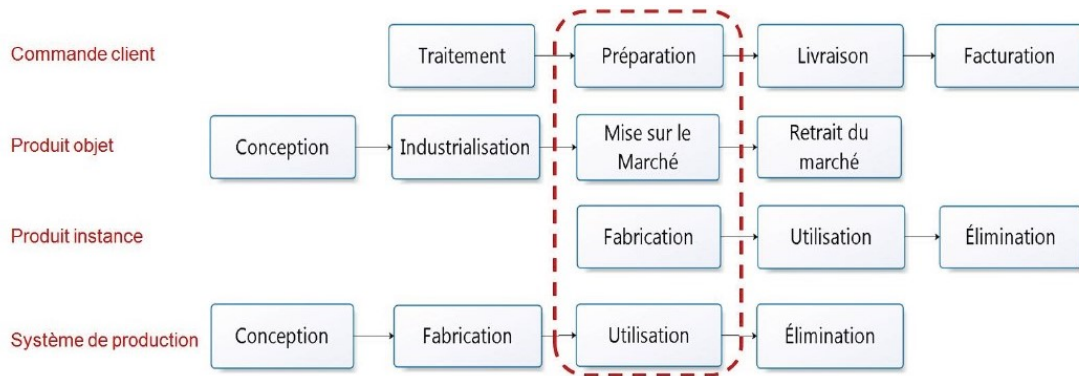 Commande client
Traitement
Préparation
Livraison
Facturation
Produit objet
Conception
Industrialisation
Mise sur le
Marché
Retrait du
marché
Produit instance
Fabrication
Utilisation
Élimination
Système de production
Conception
Fabrication
Utilisation
Élimination